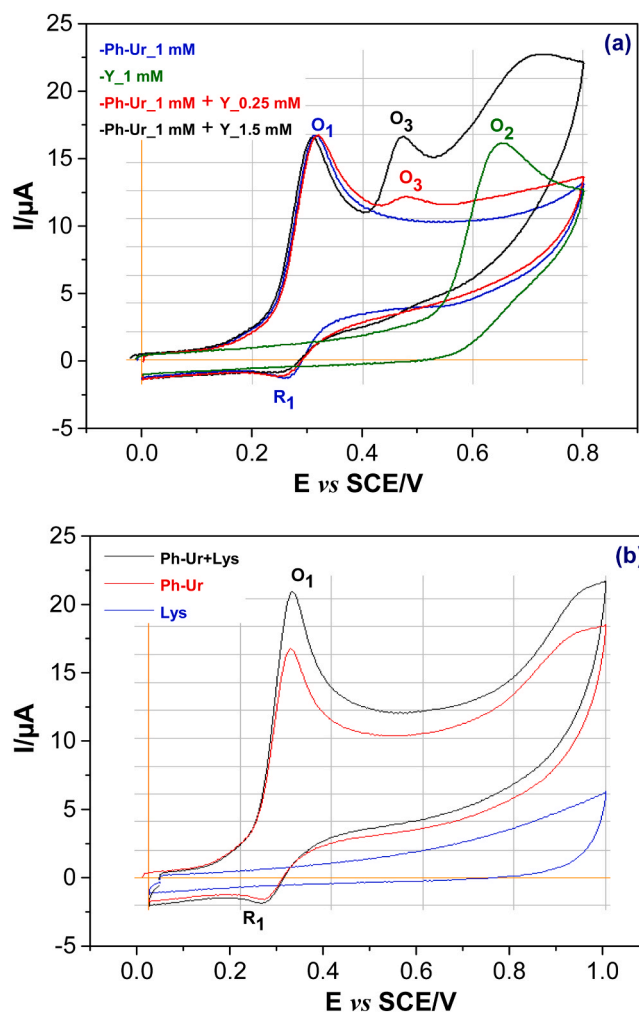 (a)
-Ph-Ur_1 mM
-Y_1 mM
-Ph-Ur_1 mM + Y_0.25 mM
-Ph-Ur_1 mM + Y_1.5 mM
O1
O3
O2
O3
R1
25
20
15
10
5
0
-5
I/µA
0.0 0.2 0.4 0.6 0.8
E vs SCE/V
(b)
Ph-Ur+Lys
Ph-Ur
Lys
O1
R1
25
20
15
10
5
0
-5
I/µA
0.0 0.2 0.4 0.6 0.8 1.0
E vs SCE/V